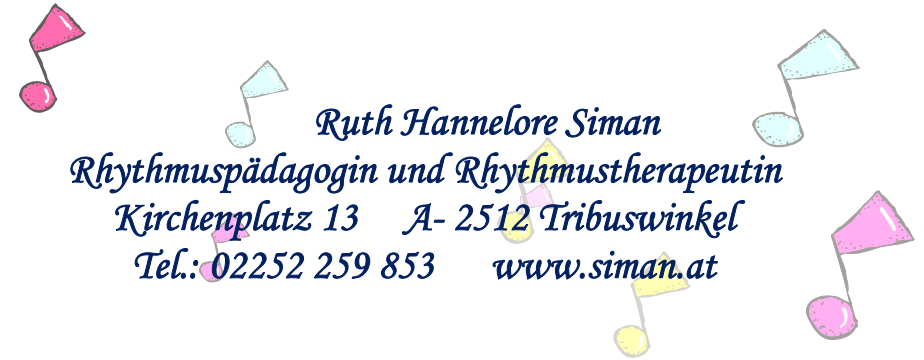 Ruth Hannelore Siman
Rhythmuspädagogin und Rhythmustherapeutin
Kirchenplatz 13 A- 2512 Tribuswinkel
Tel.: 02252 259 853 www.siman.at